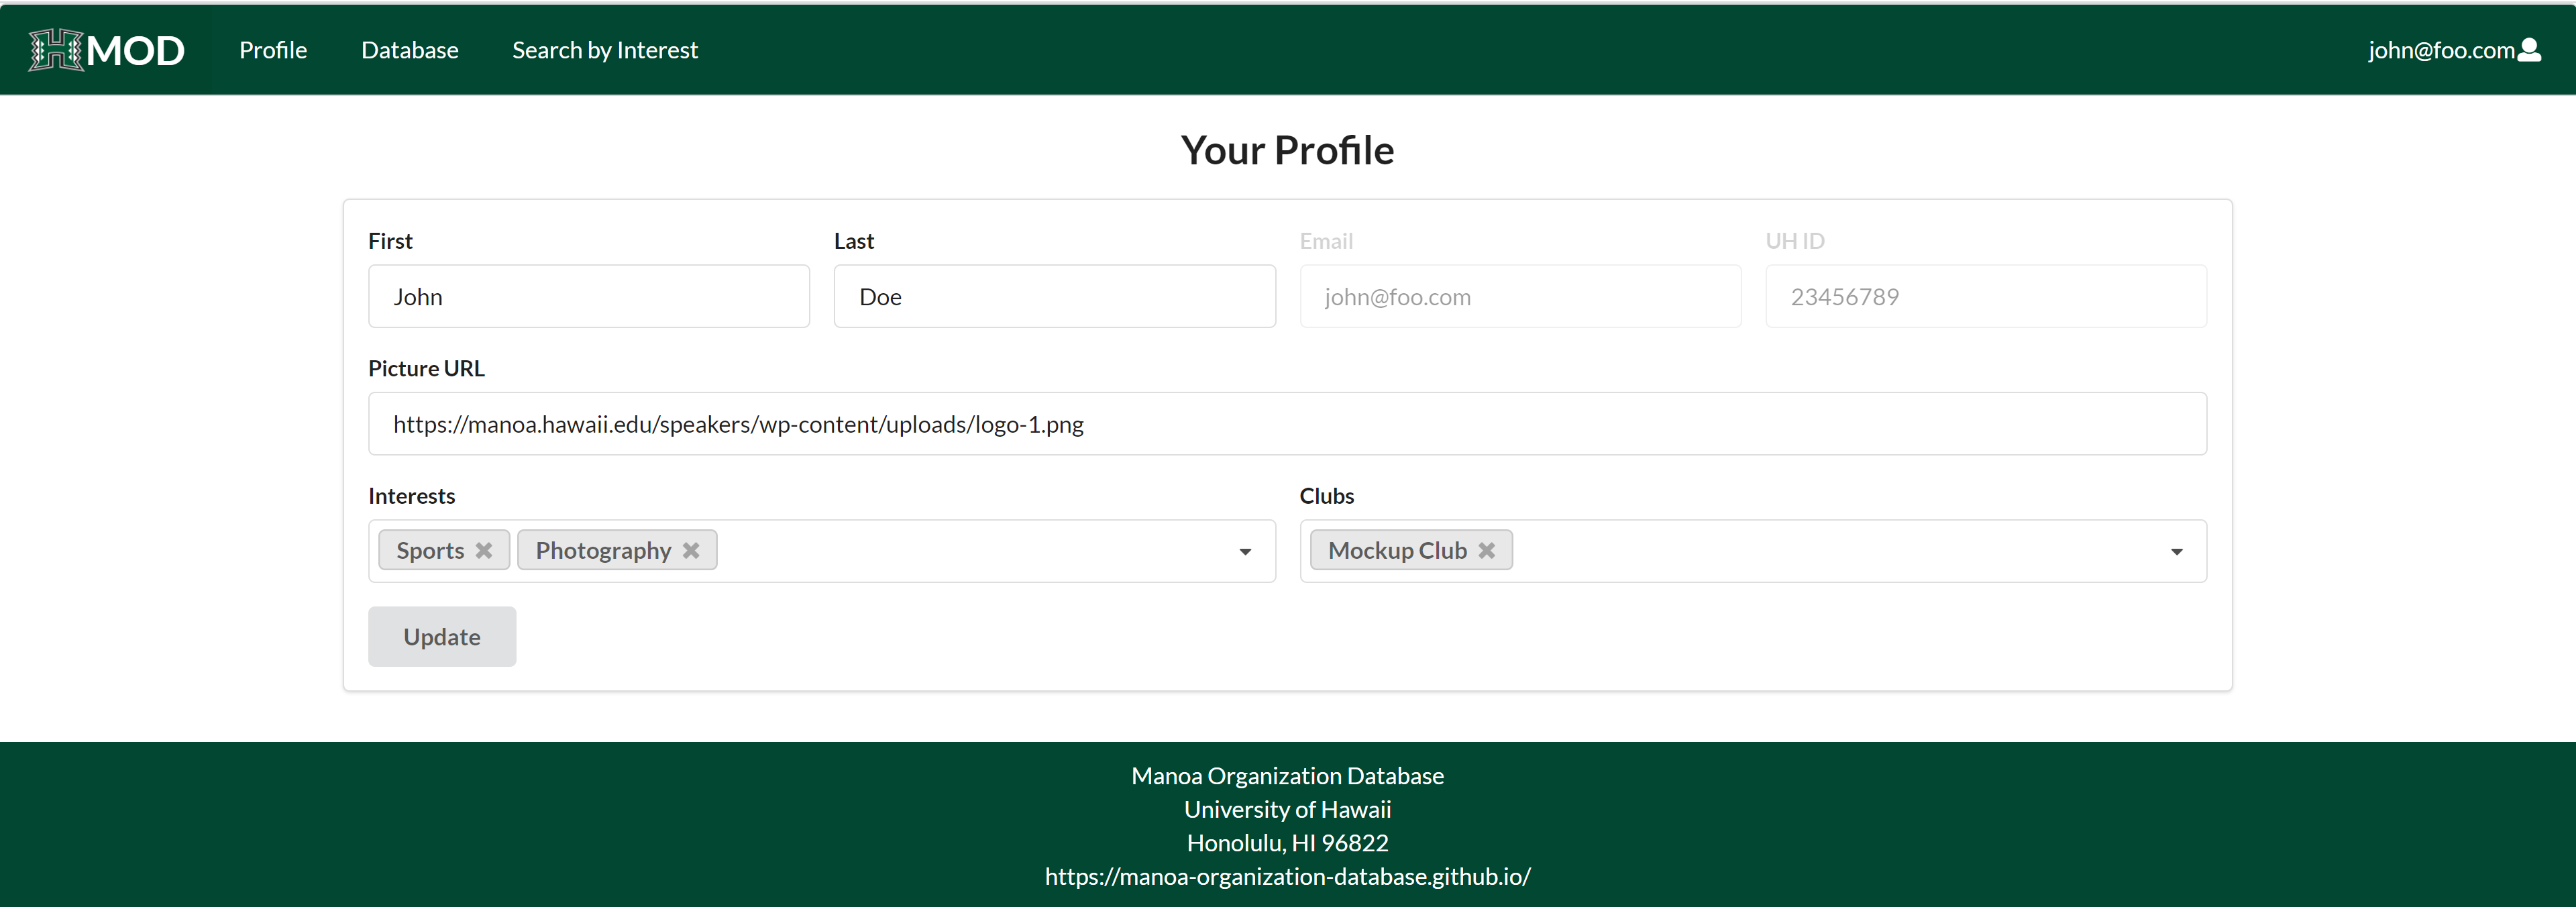 H MOD Profile Database Search by Interest john@foo.com
Your Profile
First Last Email UH ID
John Doe john@foo.com 23456789
Picture URL
https://manoa.hawaii.edu/speakers/wp-content/uploads/logo-1.png
Interests Clubs
Sports Photography Mockup Club
Update
Manoa Organization Database
University of Hawaii
Honolulu, HI 96822
https://manoa-organization-database.github.io/